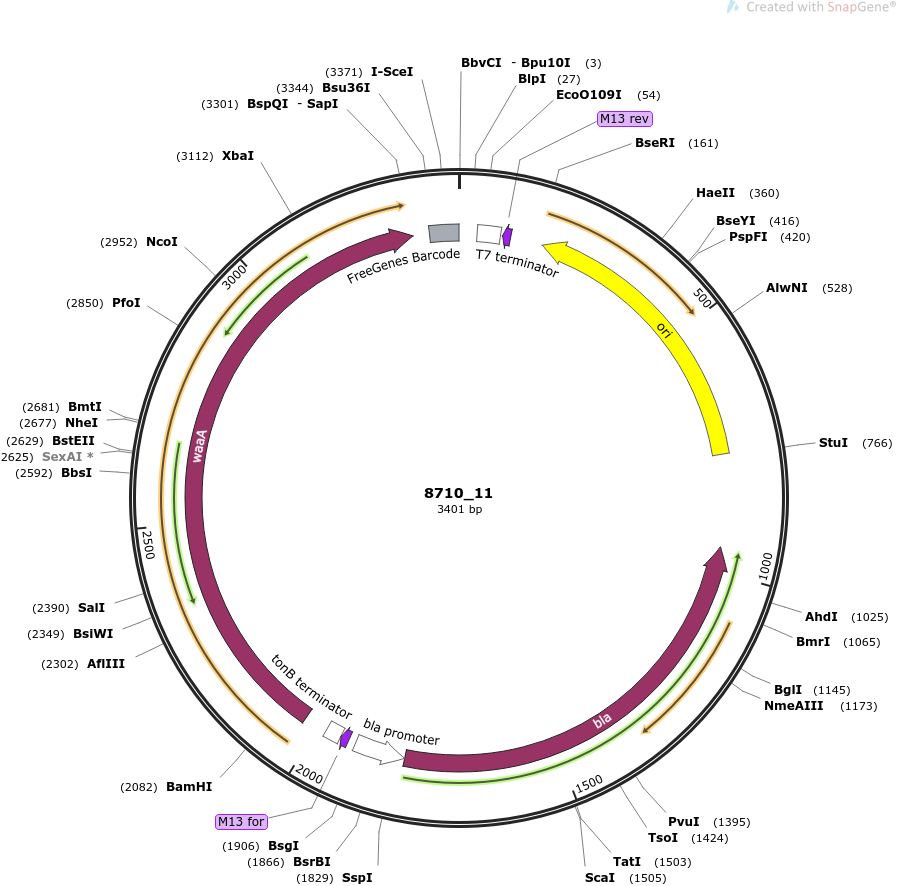 Created with SnapGene®
(3371) I-SceI
(3344) Bsu36I
(3301) BspQI - SapI
(3112) XbaI
(2952) NcoI
(2850) PfoI
(2681) BmtI
(2677) NheI
(2629) BstEII
2625) SexAI *
(2592) BbsI
(2390) SalI
(2349) BsiWI
(2302) AflIII
(2082) BamHI
M13 for
(1906) BsgI
(1866) BsrBI
(1829) SspI
BbvCI - Bpu10I (3)
BlpI (27)
EcoO109I (54)
M13 rev
BseRI (161)
HaeII (360)
BseYI (416)
PspFI (420)
AlwNI (528)
StuI (766)
AhdI (1025)
BmrI (1065)
BglI (1145)
NmeAIII (1173)
PvuI (1395)
TsoI (1424)
TatI (1503)
ScaI (1505)
FreeGenes Barcode
T7 terminator
ori
500
1000
1500
2000
2500
3000
waaA
tonB terminator
bla promoter
bla
8710_11
3401 bp